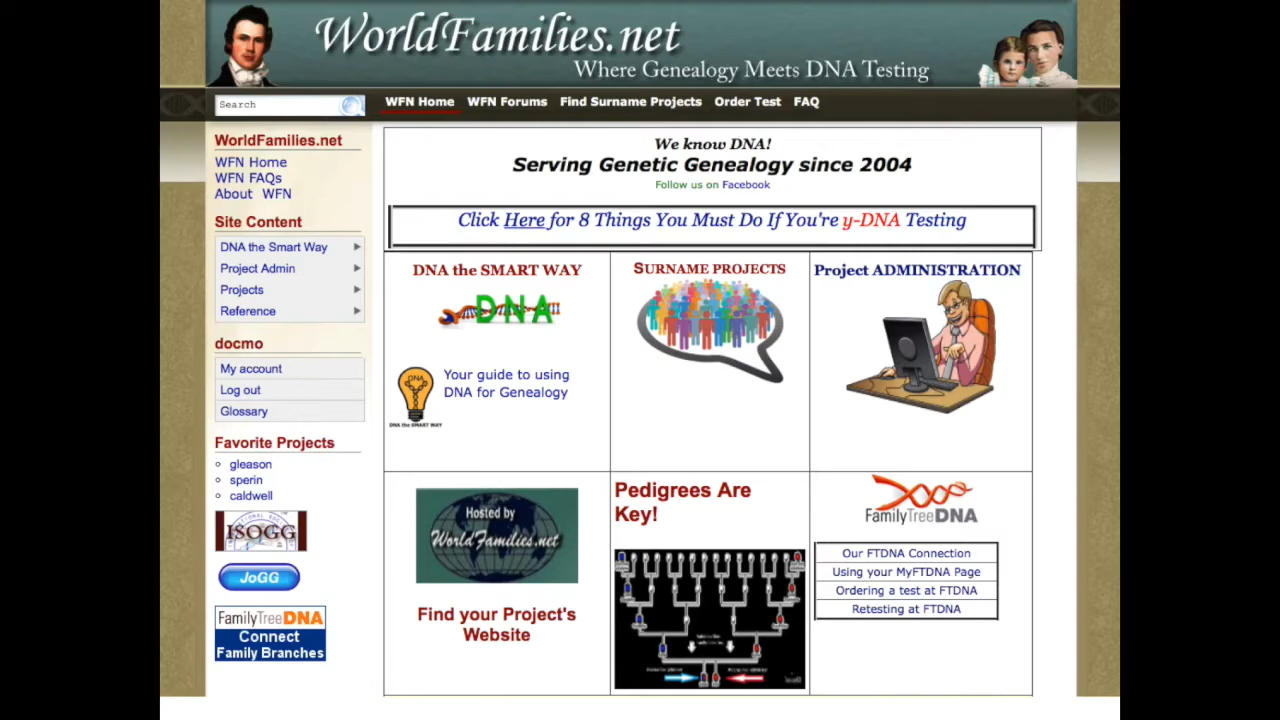 WorldFamilies.net
Where Genealogy Meets DNA Testing
Search
WFN Home WFN Forums Find Surname Projects Order Test FAQ
WorldFamilies.net
WFN Home
WFN FAQs
About WFN
Site Content
DNA the Smart Way
Project Admin
Projects
Reference
docmo
My account
Log out
Glossary
Favorite Projects
gleason
sperin
caldwell
ISOGG
JoGG
FamilyTreeDNA
Connect
Family Branches
We know DNA!
Serving Genetic Genealogy since 2004
Follow us on Facebook
Click Here for 8 Things You Must Do If You're y-DNA Testing
DNA the SMART WAY
DNA
DNA
DNA the SMART WAY
Your guide to using
DNA for Genealogy
SURNAME PROJECTS
Project ADMINISTRATION
Hosted by
WorldFamilies.net
Find your Project's
Website
Pedigrees Are
Key!
FamilyTreeDNA
Our FTDNA Connection
Using your MyFTDNA Page
Ordering a test at FTDNA
Retesting at FTDNA